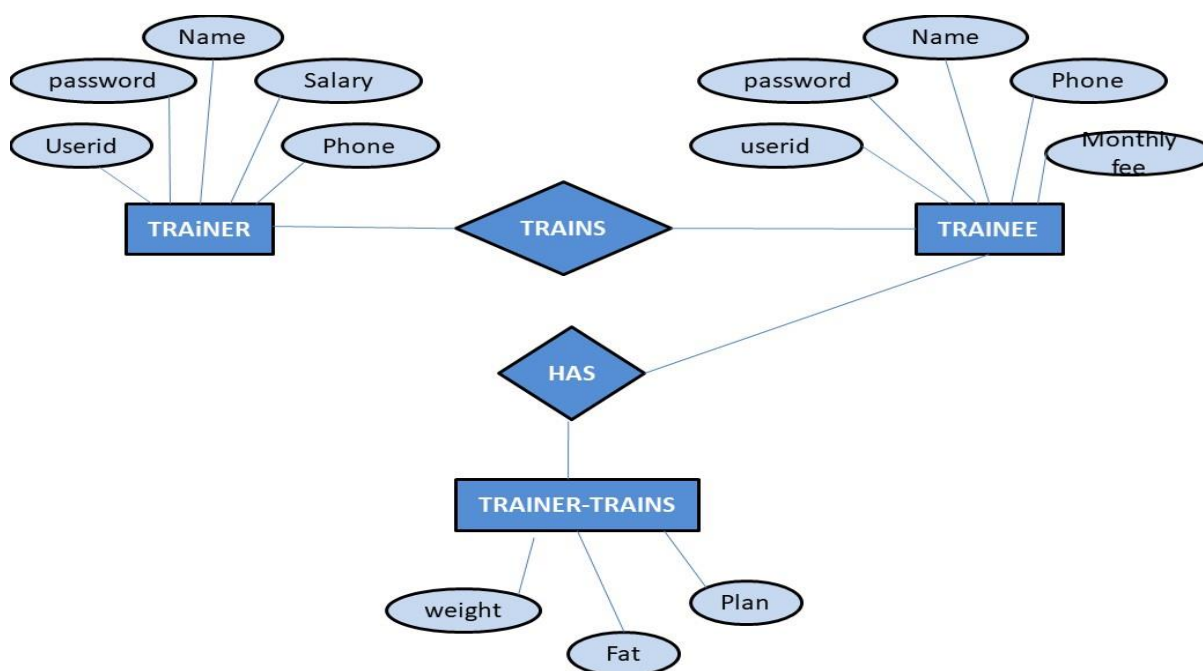 Name
password
Salary
Userid
Phone
TRAiNER
TRAINS
Name
password
Phone
userid
Monthly
fee
TRAINEE
HAS
TRAINER-TRAINS
weight
Fat
Plan